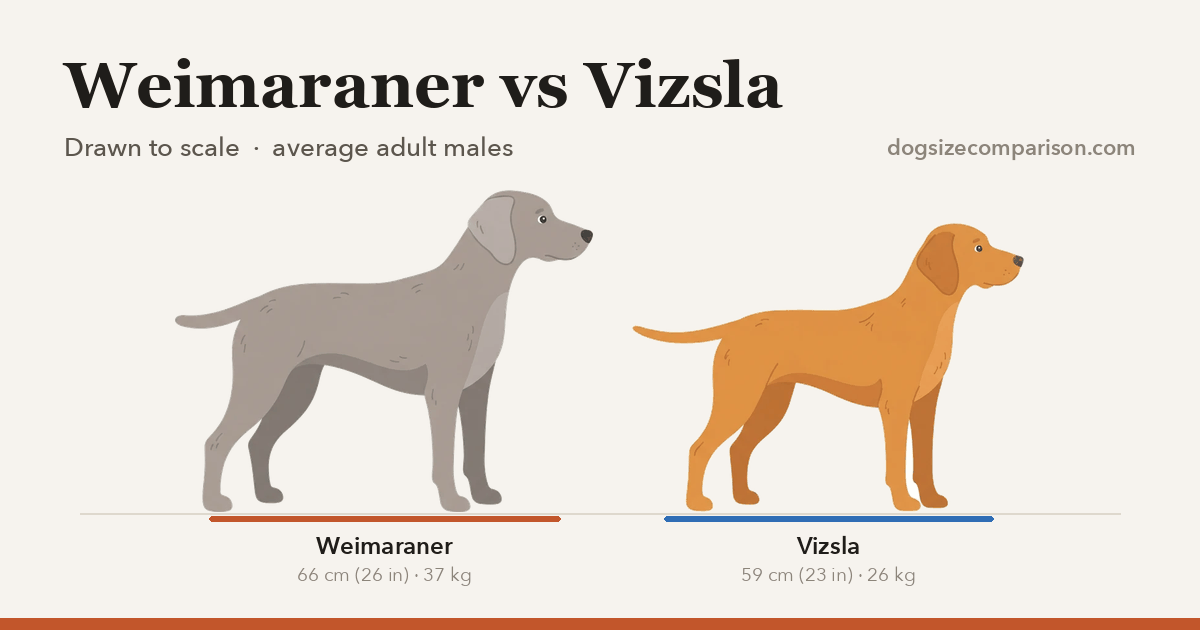 Weimaraner vs Vizsla
Drawn to scale · average adult males
dogsizecomparison.com
Weimaraner
66 cm (26 in) · 37 kg
Vizsla
59 cm (23 in) · 26 kg